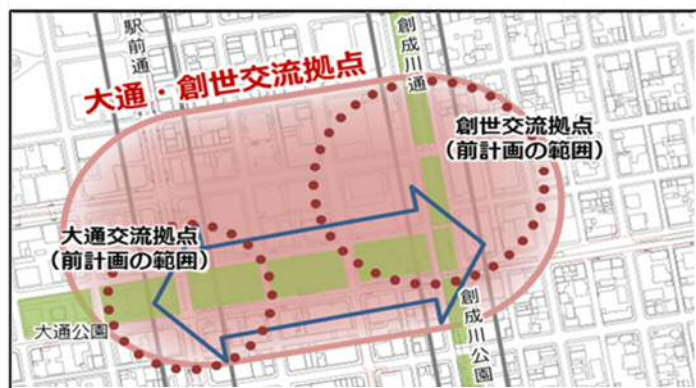 駅前通
創成川通
大通・創世交流拠点
創世交流拠点
（前計画の範囲）
大通交流拠点
（前計画の範囲）
大通公園
創成川公園